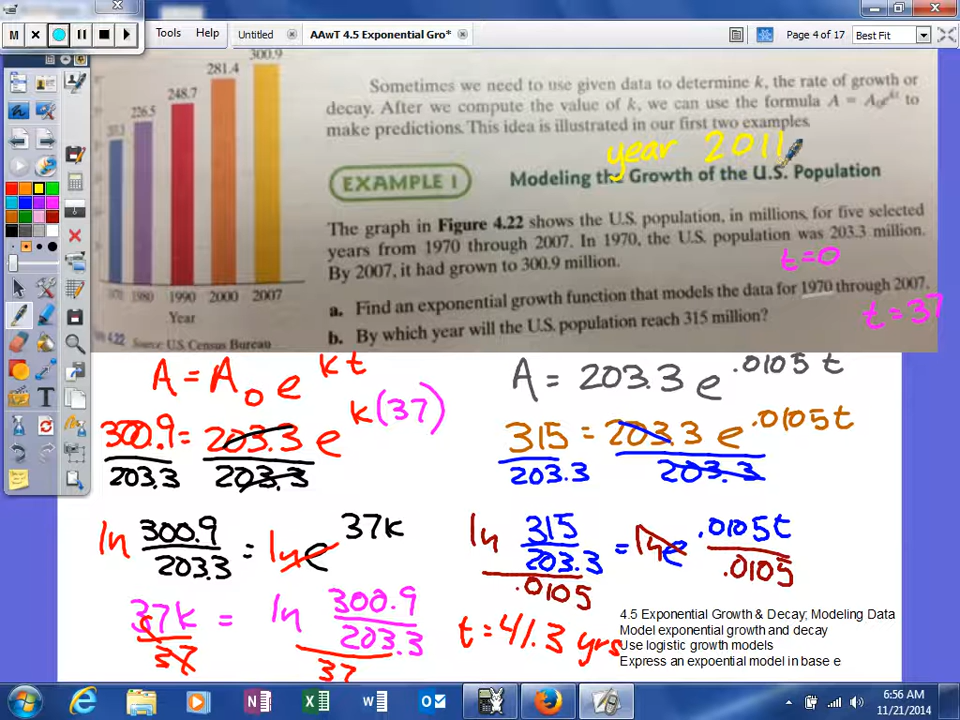 M
Tools Help Untitled AAwT 4.5 Exponential Gro* Page 4 of 17 Best Fit
300.9
281.4
248.7
226.5
1980 1990 2000 2007
Year
4.22 Source: U.S. Census Bureau
Sometimes we need to use given data to determine k, the rate of growth or
decay. After we compute the value of k, we can use the formula A = A₀eᵏᵗ to
make predictions. This idea is illustrated in our first two examples.
year 2011
EXAMPLE 1 Modeling the Growth of the U.S. Population
The graph in Figure 4.22 shows the U.S. population, in millions, for five selected
years from 1970 through 2007. In 1970, the U.S. population was 203.3 million.
By 2007, it had grown to 300.9 million.
t=0
a. Find an exponential growth function that models the data for 1970 through 2007.
t=37
b. By which year will the U.S. population reach 315 million?
A = A₀ e^kt
300.9 = 203.3 e^k(37)
203.3 203.3
ln 300.9/203.3 = ln e^37k
37k = ln 300.9/203.3
37 37
A = 203.3 e^.0105t
315 = 203.3 e^.0105t
203.3 203.3
ln 315/203.3 = ln e^.0105t
.0105 .0105
t = 41.3 yrs
4.5 Exponential Growth & Decay; Modeling Data
Model exponential growth and decay
Use logistic growth models
Express an expoential model in base e
6:56 AM
11/21/2014